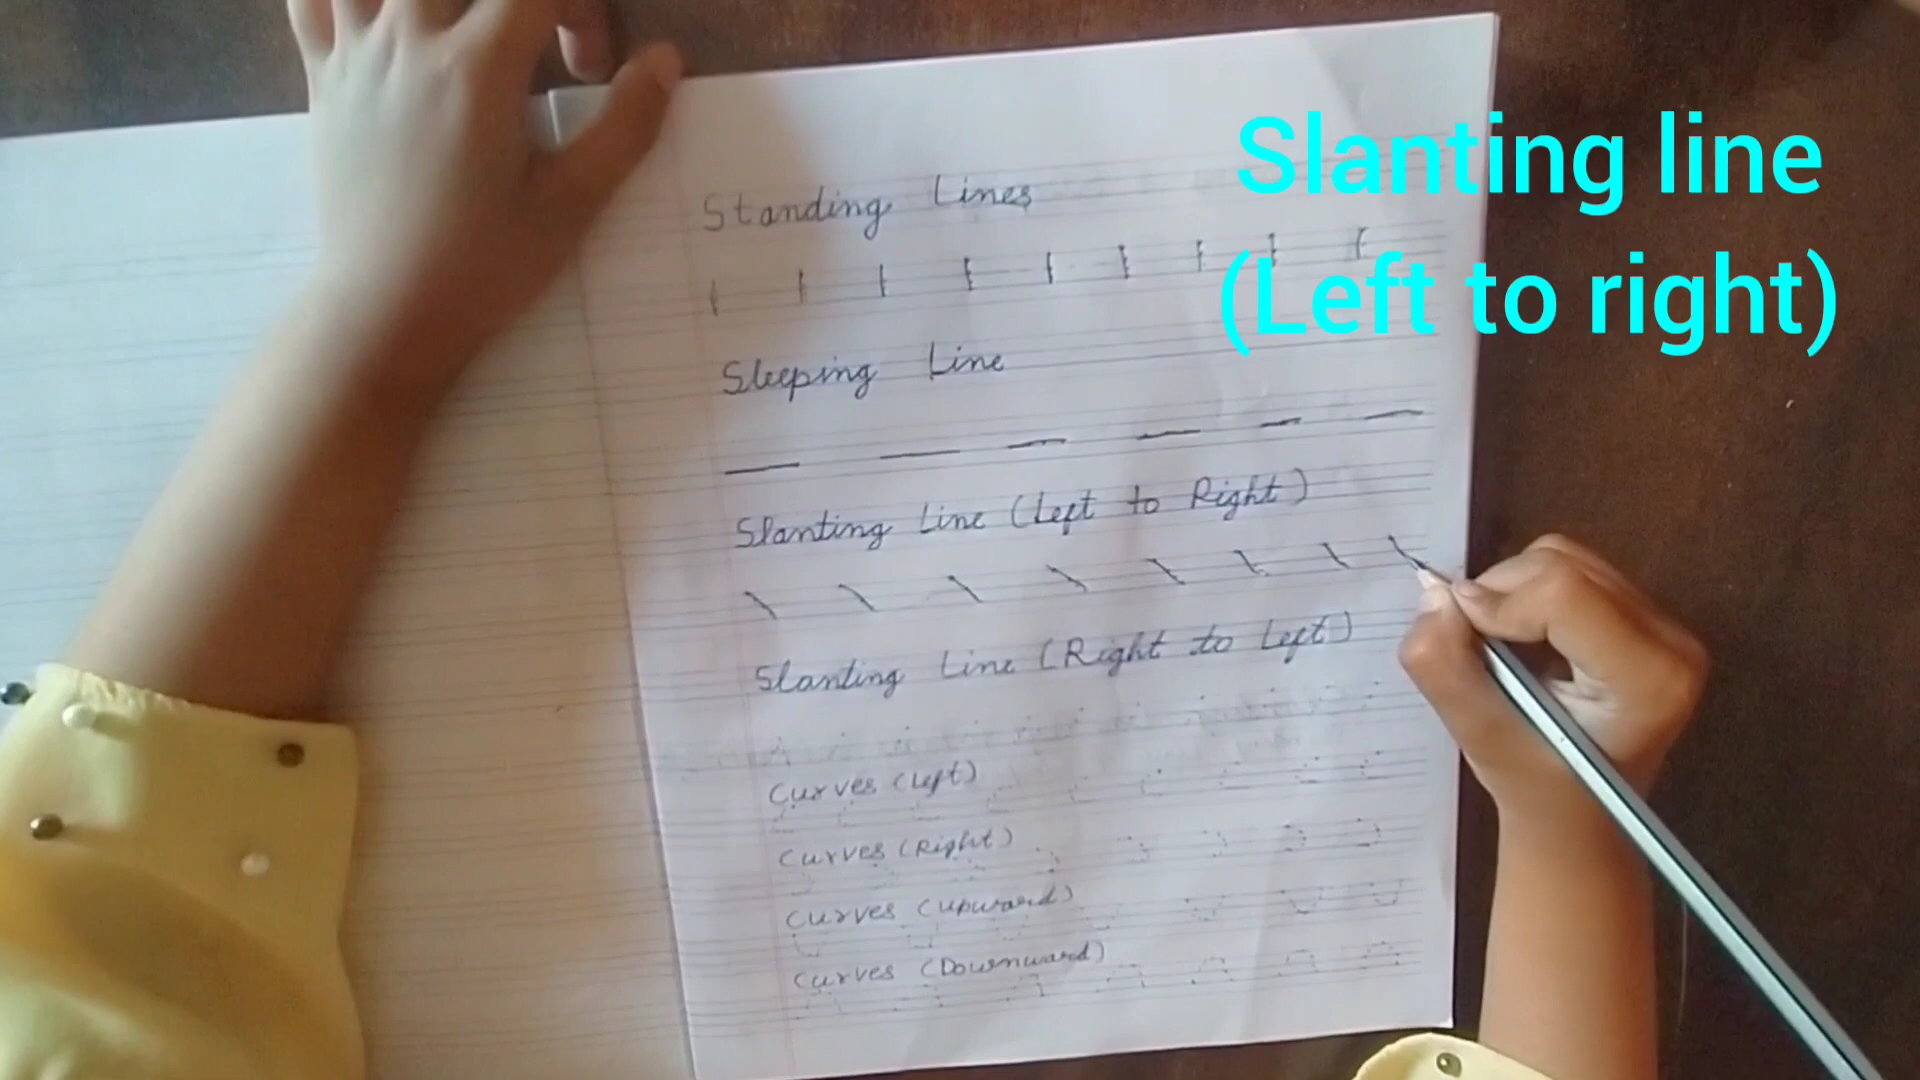 Slanting line
(Left to right)
Standing Lines
Sleeping Line
Slanting Line (Left to Right)
Slanting Line (Right to Left)
Curves (Left)
Curves (Right)
Curves (Upward)
Curves (Downward)